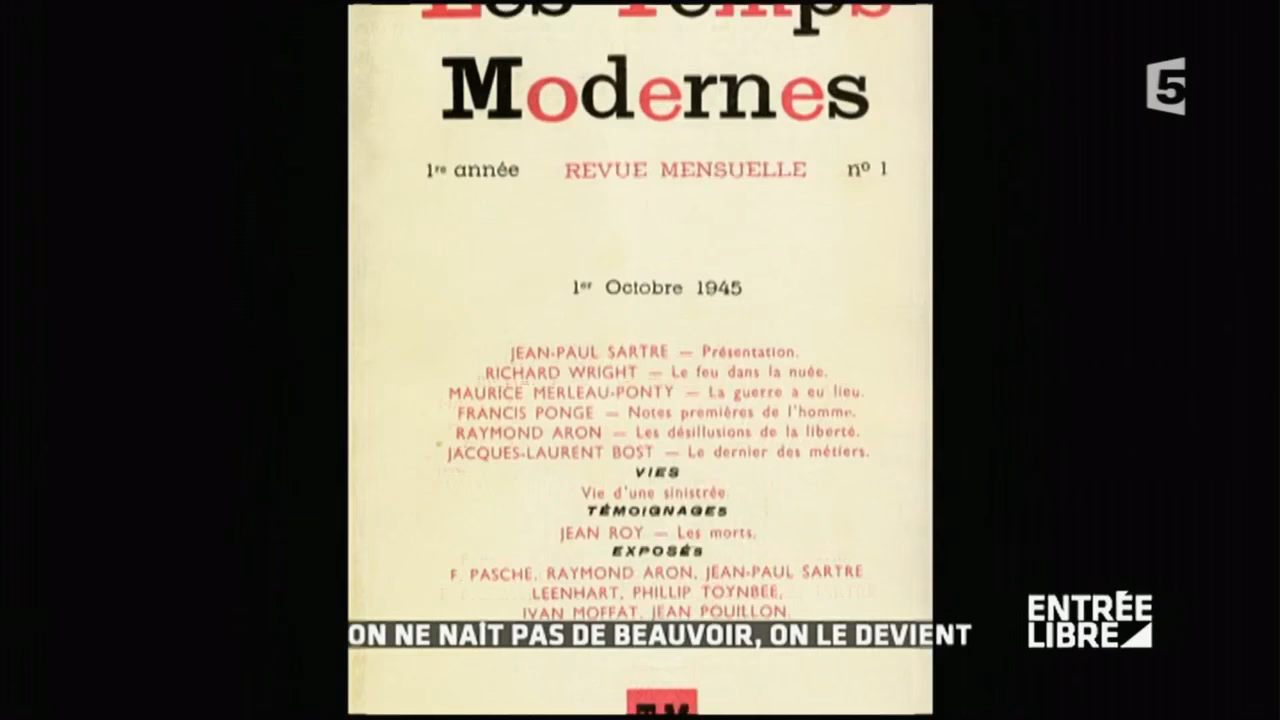 Les Temps
Modernes
5
1re année REVUE MENSUELLE nº 1
1er Octobre 1945
JEAN-PAUL SARTRE — Présentation.
RICHARD WRIGHT — Le feu dans la nuée.
MAURICE MERLEAU-PONTY — La guerre a eu lieu.
FRANCIS PONGE — Notes premières de l'homme.
RAYMOND ARON — Les désillusions de la liberté.
JACQUES-LAURENT BOST — Le dernier des métiers.
VIES
Vie d'une sinistrée
TÉMOIGNAGES
JEAN ROY — Les morts.
EXPOSÉS
F. PASCHE, RAYMOND ARON, JEAN-PAUL SARTRE
LEENHART, PHILLIP TOYNBEE,
IVAN MOFFAT, JEAN POUILLON.
ON NE NAÎT PAS DE BEAUVOIR, ON LE DEVIENT
ENTRÉE
LIBRE